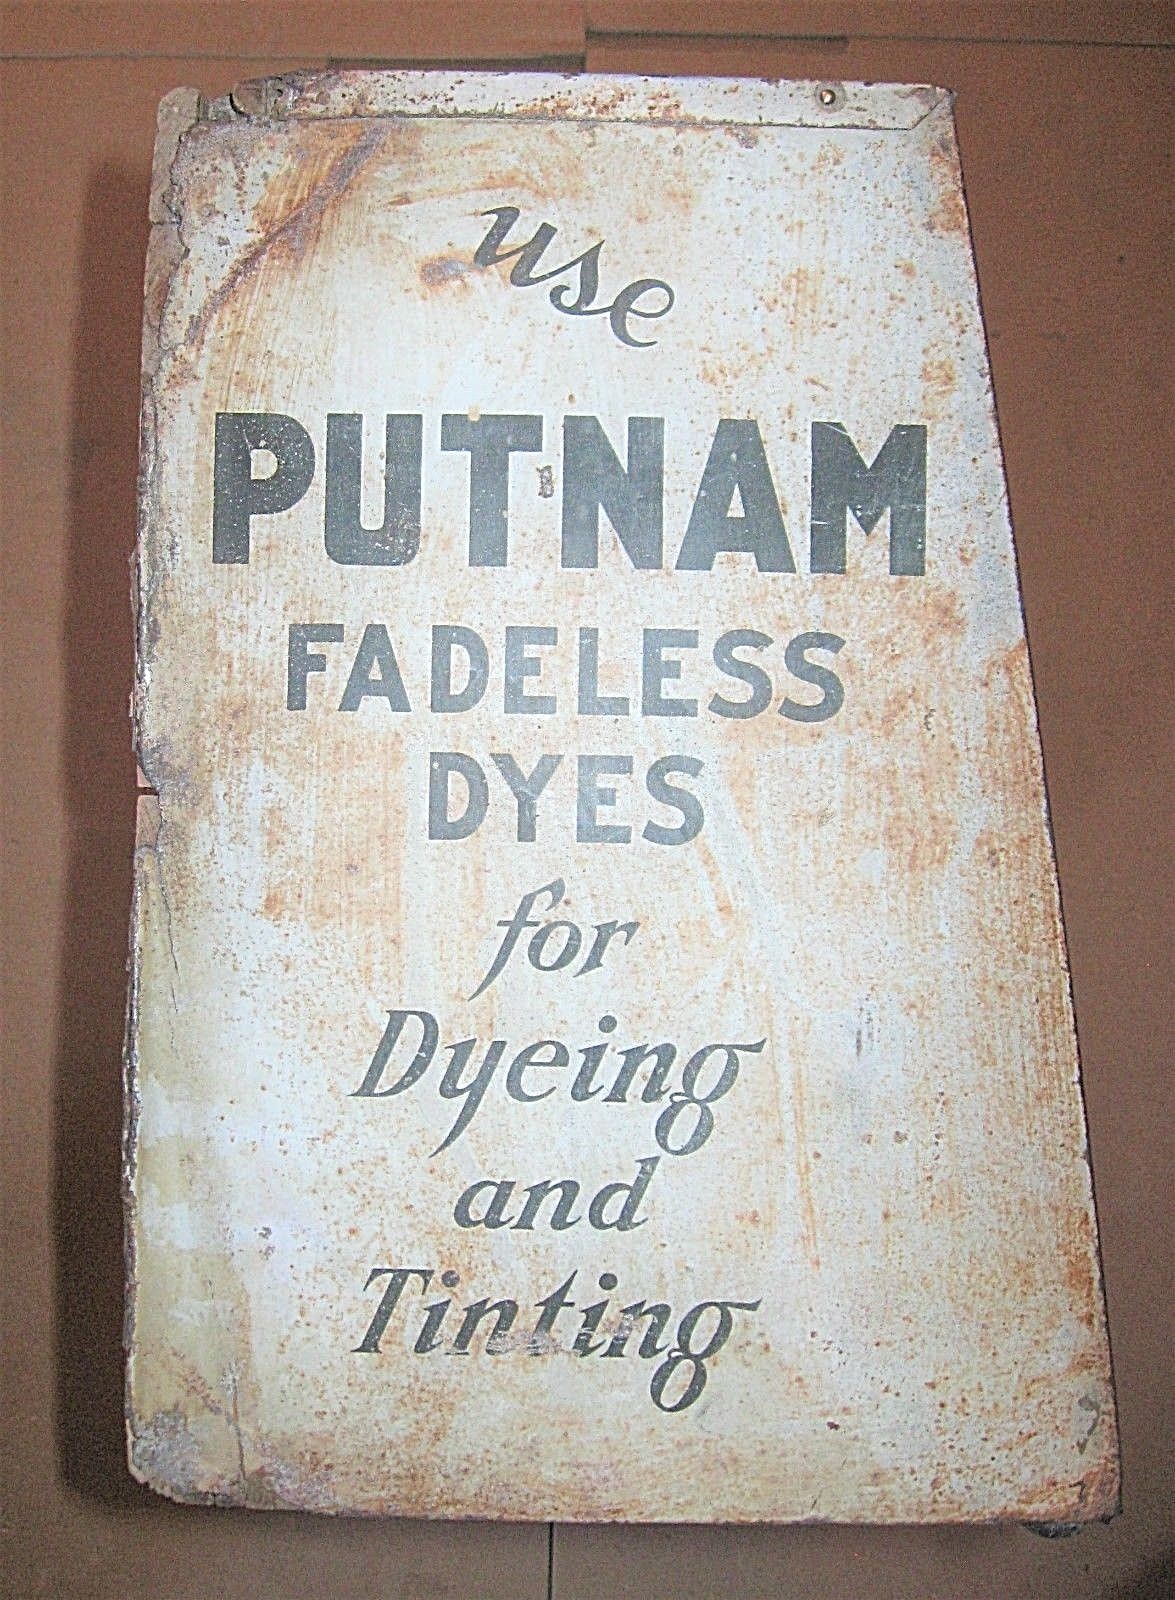 use
PUTNAM
FADELESS
DYES
for
Dyeing
and
Tinting